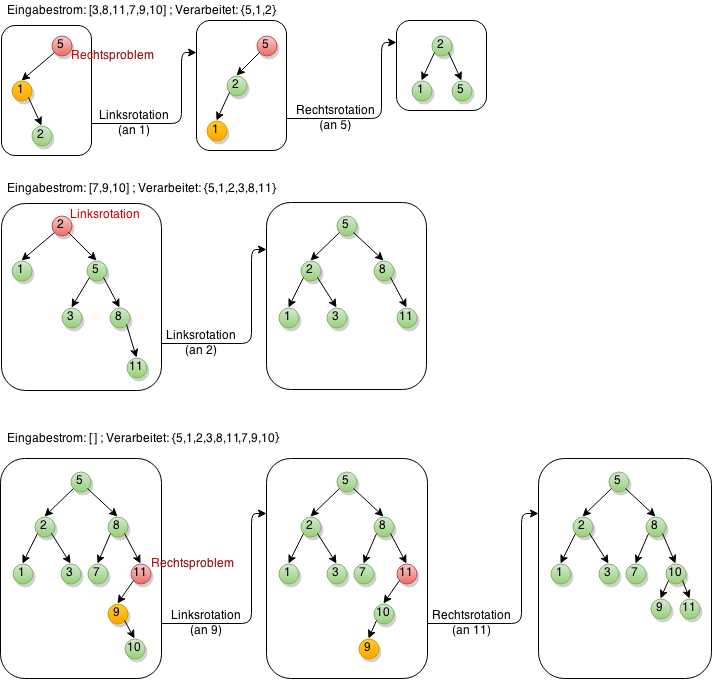 Eingabestrom: [3,8,11,7,9,10] ; Verarbeitet: {5,1,2}
5
Rechtsproblem
1
2
Linksrotation
(an 1)
5
2
1
Rechtsrotation
(an 5)
2
1 5
Eingabestrom: [7,9,10] ; Verarbeitet: {5,1,2,3,8,11}
Linksrotation
2
1 5
3 8
11
Linksrotation
(an 2)
5
2 8
1 3 11
Eingabestrom: [ ] ; Verarbeitet: {5,1,2,3,8,11,7,9,10}
5
2 8
Rechtsproblem
1 3 7 11
9
10
Linksrotation
(an 9)
5
2 8
1 3 7 11
10
9
Rechtsrotation
(an 11)
5
2 8
1 3 7 10
9 11